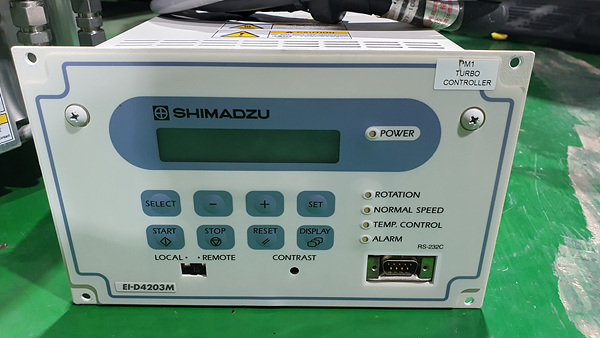 PM1
TURBO
CONTROLLER
SHIMADZU
POWER
SELECT
-
+
SET
START
STOP
RESET
DISPLAY
ROTATION
NORMAL SPEED
TEMP. CONTROL
ALARM
RS-232C
LOCAL
REMOTE
CONTRAST
EI-D4203M